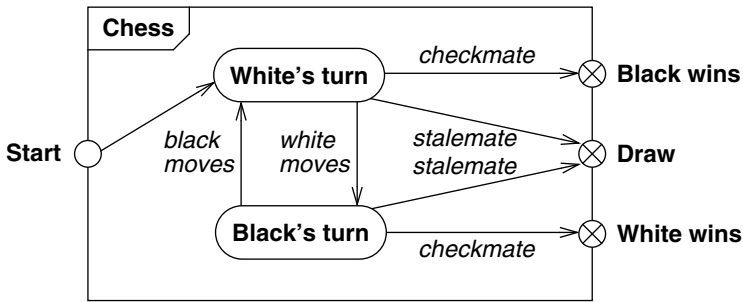 Chess
White's turn
checkmate
Black wins
Start
black
moves
white
moves
stalemate
stalemate
Draw
Black's turn
checkmate
White wins